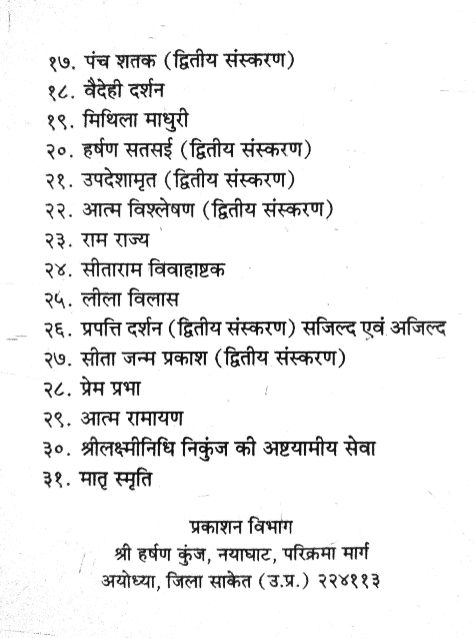 १७. पंच शतक (द्वितीय संस्करण)
१८. वैदेही दर्शन
१९. मिथिला माधुरी
२०. हर्षण सतसई (द्वितीय संस्करण)
२१. उपदेशामृत (द्वितीय संस्करण)
२२. आत्म विश्लेषण (द्वितीय संस्करण)
२३. राम राज्य
२४. सीताराम विवाहाष्टक
२५. लीला विलास
२६. प्रपत्ति दर्शन (द्वितीय संस्करण) सजिल्द एवं अजिल्द
२७. सीता जन्म प्रकाश (द्वितीय संस्करण)
२८. प्रेम प्रभा
२९. आत्म रामायण
३०. श्रीलक्ष्मीनिधि निकुंज की अष्टयामीय सेवा
३१. मातृ स्मृति
प्रकाशन विभाग
श्री हर्षण कुंज, नयाघाट, परिक्रमा मार्ग
अयोध्या, जिला साकेत (उ.प्र.) २२४११३